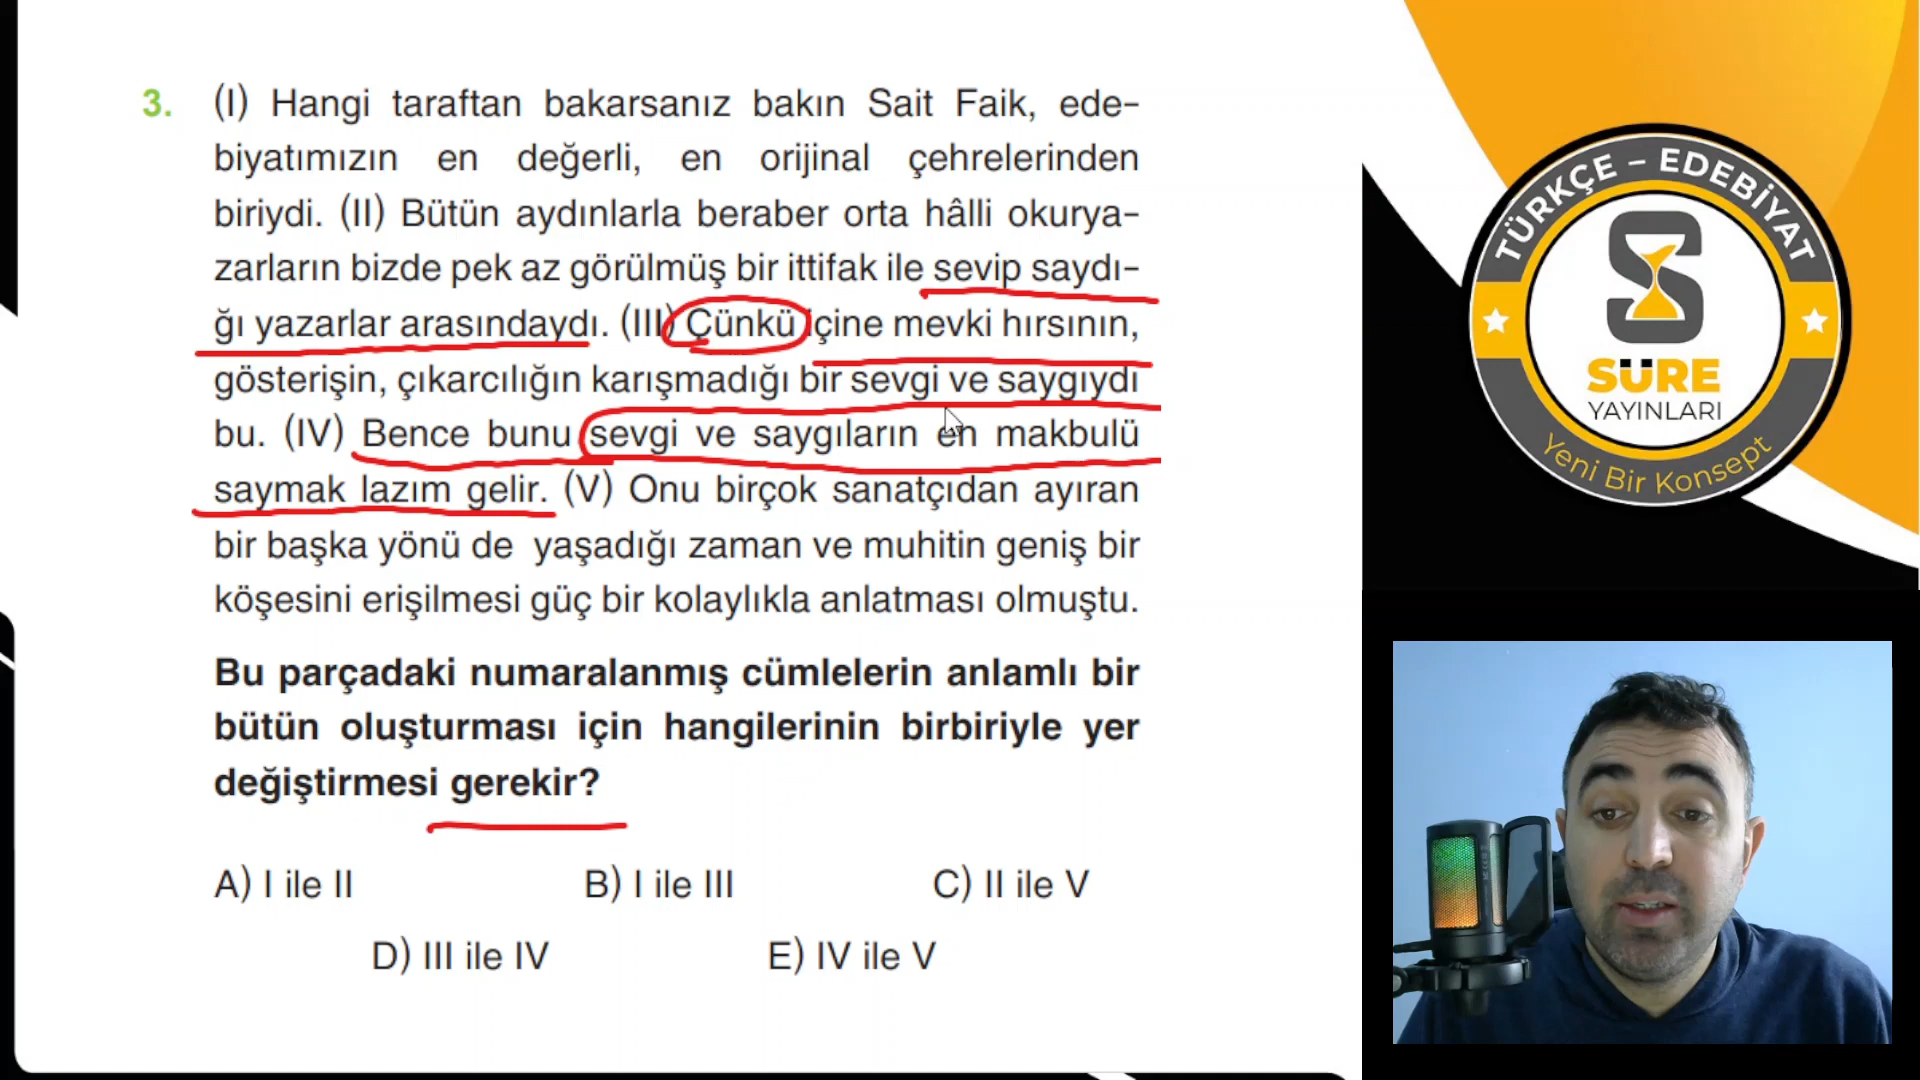 3. (I) Hangi taraftan bakarsanız bakın Sait Faik, ede-
biyatımızın en değerli, en orijinal çehrelerinden
biriydi. (II) Bütün aydınlarla beraber orta hâlli okurya-
zarların bizde pek az görülmüş bir ittifak ile sevip saydı-
ğı yazarlar arasındaydı. (III) Çünkü içine mevki hırsının,
gösterişin, çıkarcılığın karışmadığı bir sevgi ve saygıydı
bu. (IV) Bence bunu sevgi ve saygıların en makbulü
saymak lazım gelir. (V) Onu birçok sanatçıdan ayıran
bir başka yönü de yaşadığı zaman ve muhitin geniş bir
köşesini erişilmesi güç bir kolaylıkla anlatması olmuştu.
Bu parçadaki numaralanmış cümlelerin anlamlı bir
bütün oluşturması için hangilerinin birbiriyle yer
değiştirmesi gerekir?
A) I ile II B) I ile III C) II ile V
D) III ile IV E) IV ile V
TÜRKÇE – EDEBİYAT
SÜRE
YAYINLARI
Yeni Bir Konsept